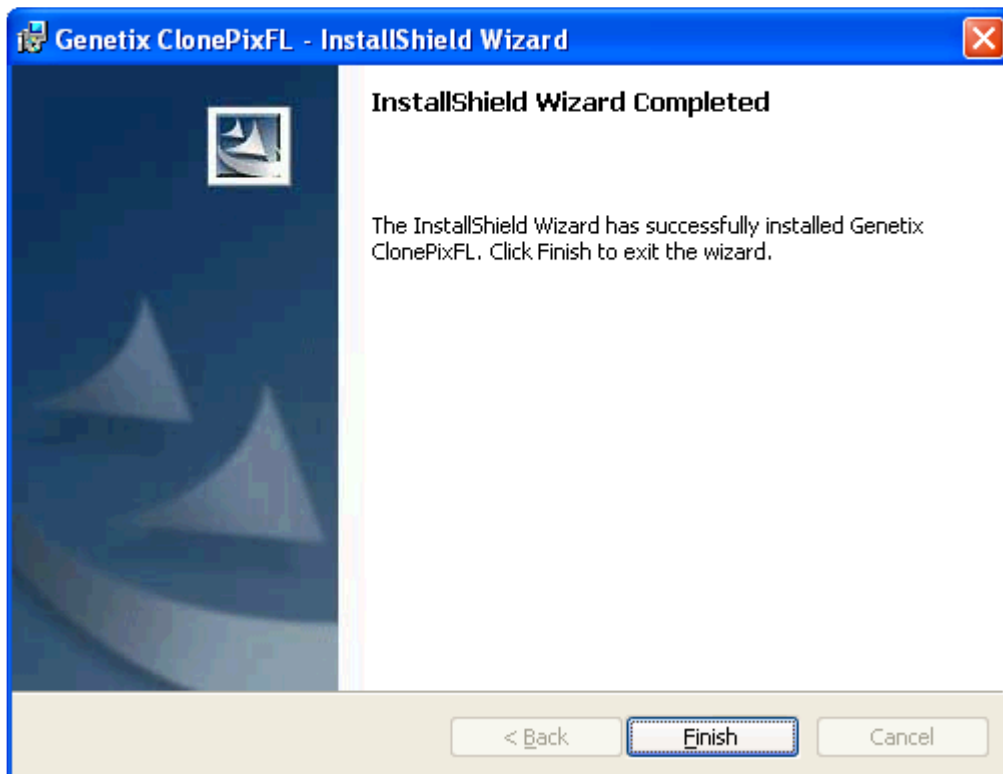 Genetix ClonePixFL - InstallShield Wizard
InstallShield Wizard Completed
The InstallShield Wizard has successfully installed Genetix
ClonePixFL. Click Finish to exit the wizard.
< Back
Finish
Cancel